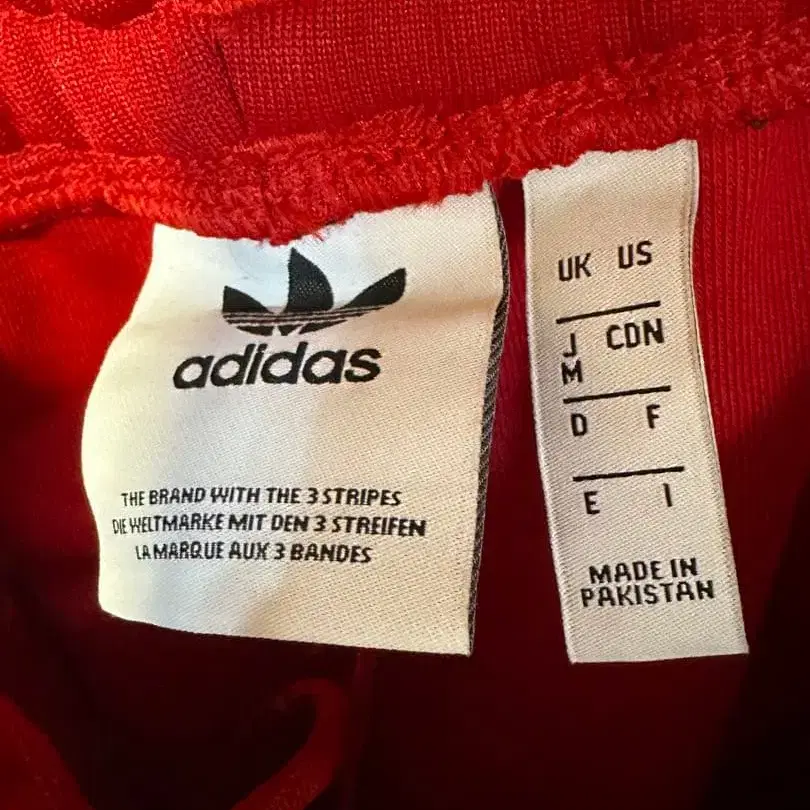 adidas
THE BRAND WITH THE 3 STRIPES
DIE WELTMARKE MIT DEN 3 STREIFEN
LA MARQUE AUX 3 BANDES
UK US
J CDN
M
D F
E I
MADE IN
PAKISTAN